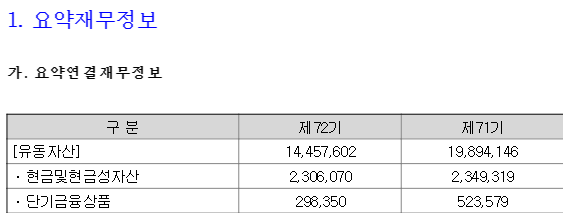 1. 요약재무정보
가. 요약연결재무정보
구 분 제72기 제71기
[유동자산] 14,457,602 19,894,146
· 현금및현금성자산 2,306,070 2,349,319
· 단기금융상품 298,350 523,579